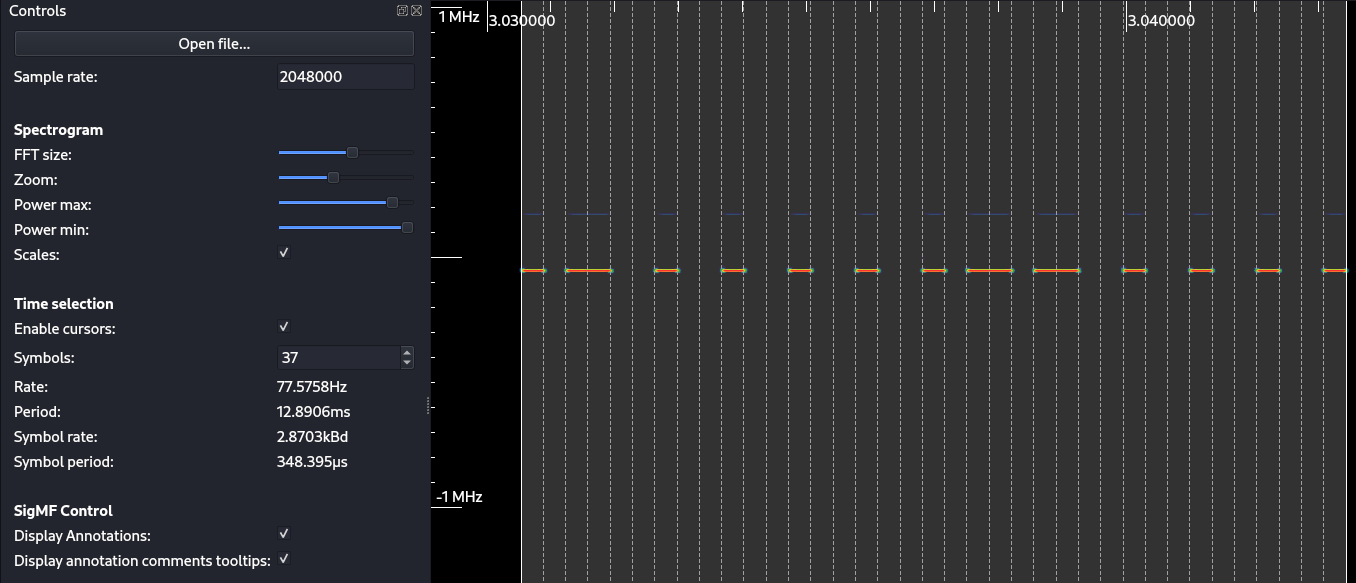 Controls
Open file...
Sample rate: 2048000
Spectrogram
FFT size:
Zoom:
Power max:
Power min:
Scales:
Time selection
Enable cursors:
Symbols: 37
Rate: 77.5758Hz
Period: 12.8906ms
Symbol rate: 2.8703kBd
Symbol period: 348.395µs
SigMF Control
Display Annotations:
Display annotation comments tooltips:
1 MHz
3.030000
3.040000
-1 MHz